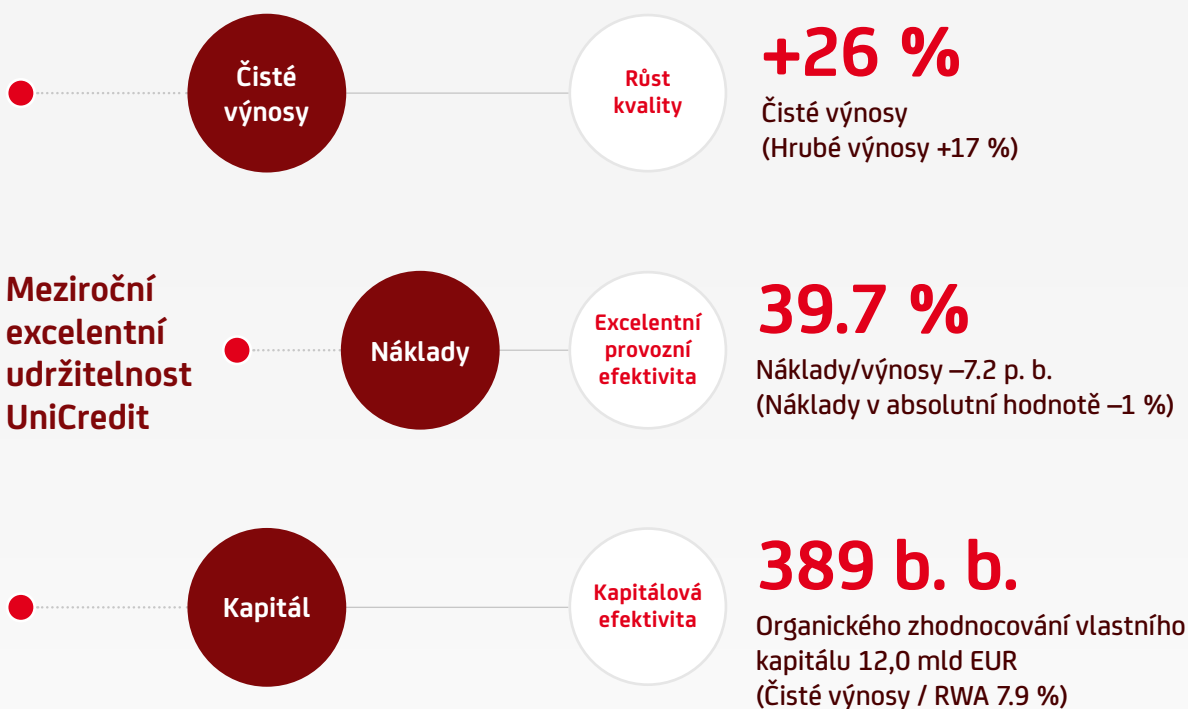 Meziroční
excelentní
udržitelnost
UniCredit
Čisté
výnosy
Růst
kvality
+26 %
Čisté výnosy
(Hrubé výnosy +17 %)
Náklady
Excelentní
provozní
efektivita
39.7 %
Náklady/výnosy –7.2 p. b.
(Náklady v absolutní hodnotě –1 %)
Kapitál
Kapitálová
efektivita
389 b. b.
Organického zhodnocování vlastního
kapitálu 12,0 mld EUR
(Čisté výnosy / RWA 7.9 %)